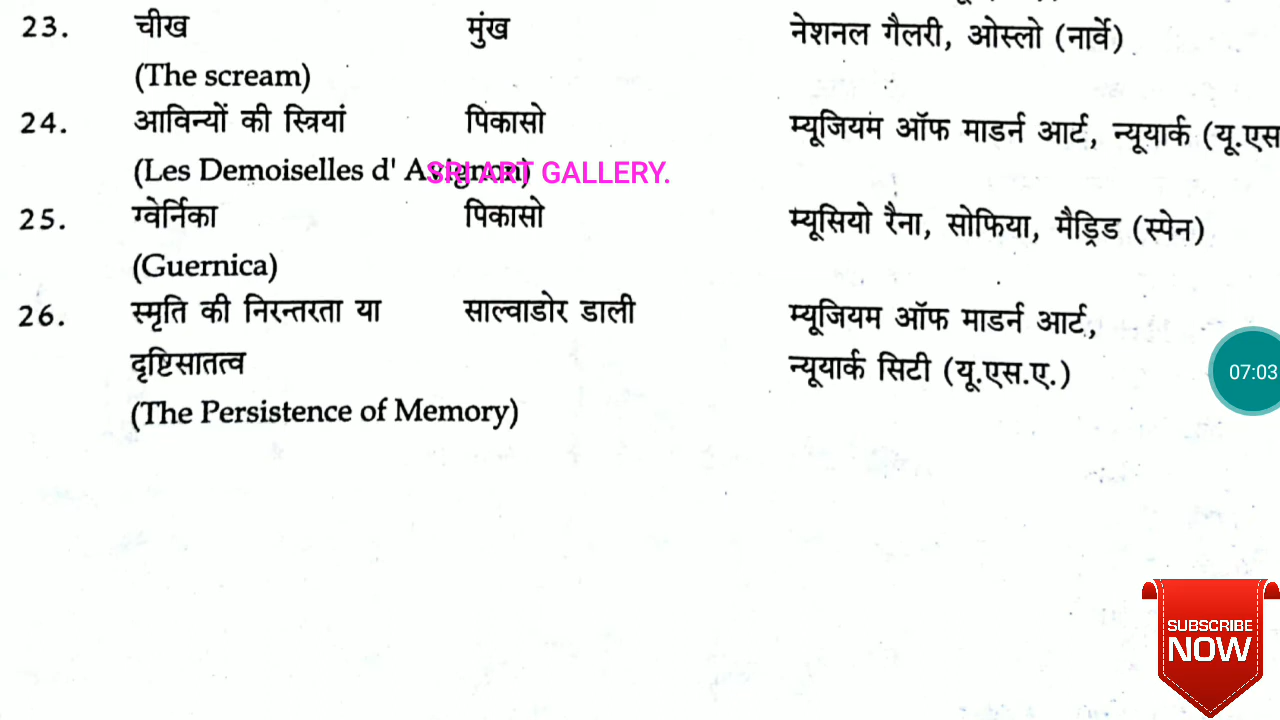 23. चीख मुंख नेशनल गैलरी, ओस्लो (नार्वे)
(The scream)
24. आविन्यों की स्त्रियां पिकासो म्यूजियम ऑफ माडर्न आर्ट, न्यूयार्क (यू.एस
(Les Demoiselles d' Avignon)
SRI ART GALLERY.
25. ग्वेर्निका पिकासो म्यूसियो रैना, सोफिया, मैड्रिड (स्पेन)
(Guernica)
26. स्मृति की निरन्तरता या साल्वाडोर डाली म्यूजियम ऑफ माडर्न आर्ट,
दृष्टिसातत्व न्यूयार्क सिटी (यू.एस.ए.)
07:03
(The Persistence of Memory)
SUBSCRIBE
NOW